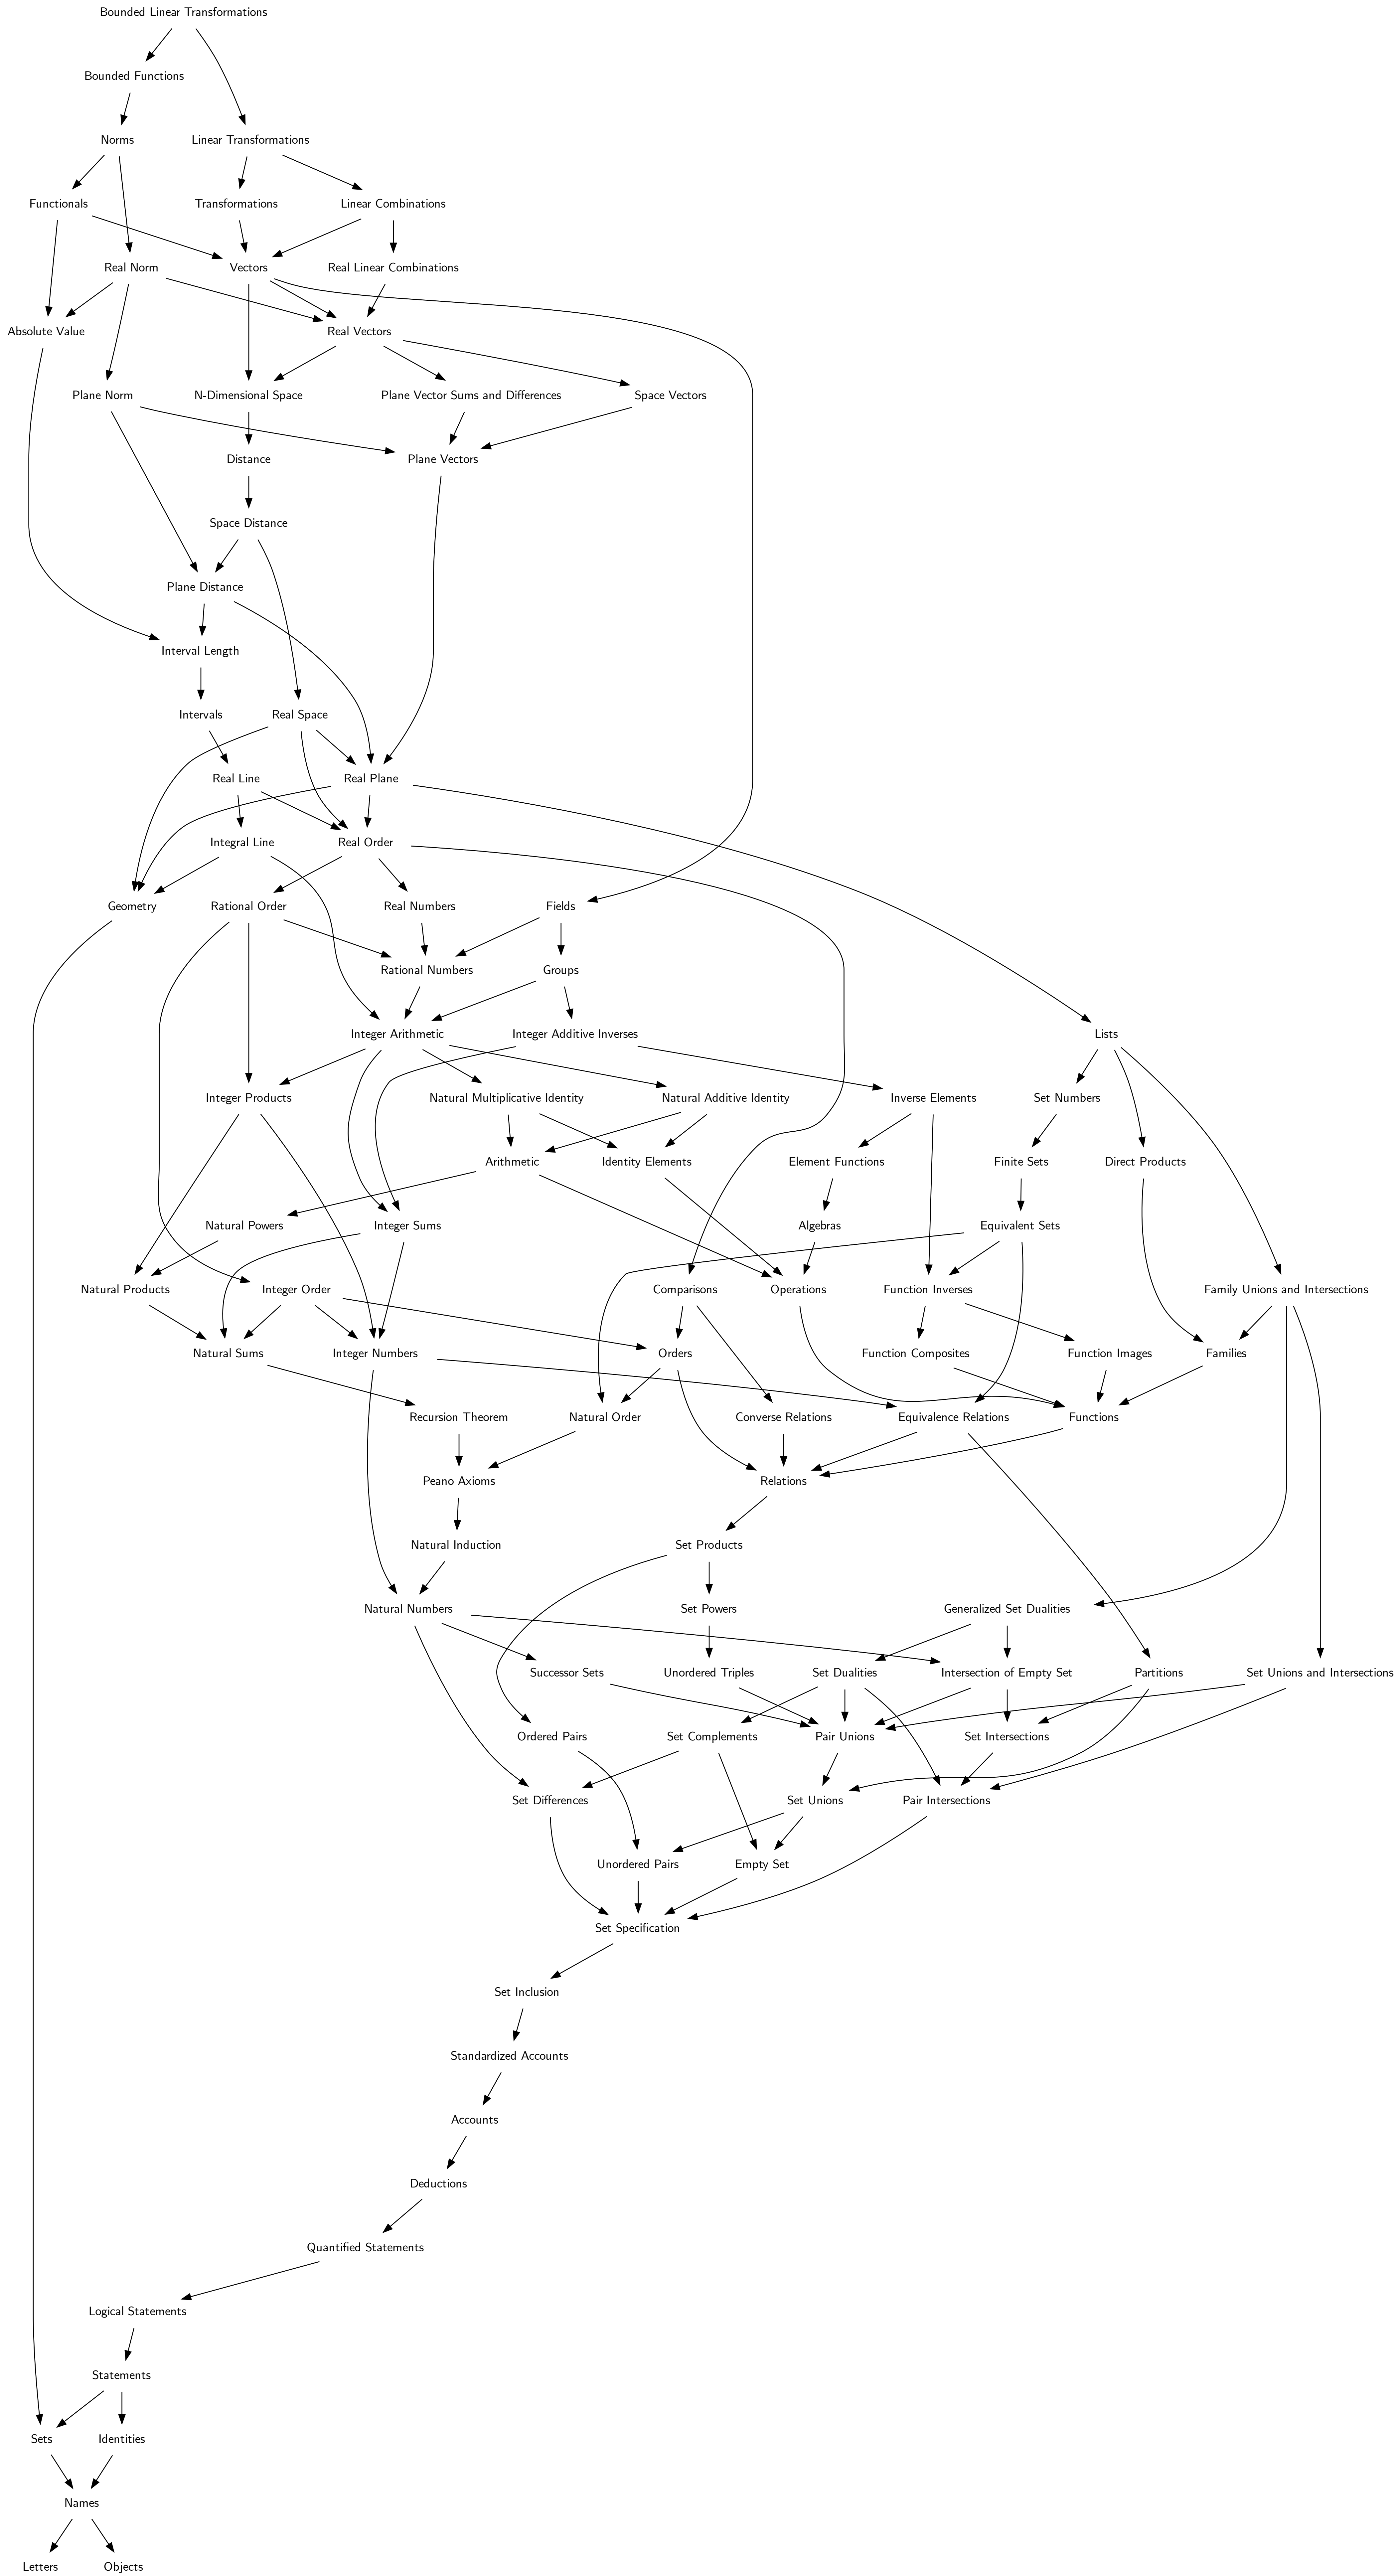 Bounded Linear Transformations
Bounded Functions
Norms
Linear Transformations
Functionals
Transformations
Linear Combinations
Real Norm
Vectors
Real Linear Combinations
Absolute Value
Real Vectors
Plane Norm
N-Dimensional Space
Plane Vector Sums and Differences
Space Vectors
Distance
Plane Vectors
Space Distance
Plane Distance
Interval Length
Intervals
Real Space
Real Line
Real Plane
Integral Line
Real Order
Geometry
Rational Order
Real Numbers
Fields
Rational Numbers
Groups
Integer Arithmetic
Integer Additive Inverses
Lists
Integer Products
Natural Multiplicative Identity
Natural Additive Identity
Inverse Elements
Set Numbers
Arithmetic
Identity Elements
Element Functions
Finite Sets
Direct Products
Natural Powers
Integer Sums
Algebras
Equivalent Sets
Natural Products
Integer Order
Comparisons
Operations
Function Inverses
Family Unions and Intersections
Natural Sums
Integer Numbers
Orders
Function Composites
Function Images
Families
Recursion Theorem
Natural Order
Converse Relations
Equivalence Relations
Functions
Peano Axioms
Relations
Natural Induction
Set Products
Natural Numbers
Set Powers
Generalized Set Dualities
Successor Sets
Unordered Triples
Set Dualities
Intersection of Empty Set
Partitions
Set Unions and Intersections
Ordered Pairs
Set Complements
Pair Unions
Set Intersections
Set Differences
Set Unions
Pair Intersections
Unordered Pairs
Empty Set
Set Specification
Set Inclusion
Standardized Accounts
Accounts
Deductions
Quantified Statements
Logical Statements
Statements
Sets
Identities
Names
Letters
Objects